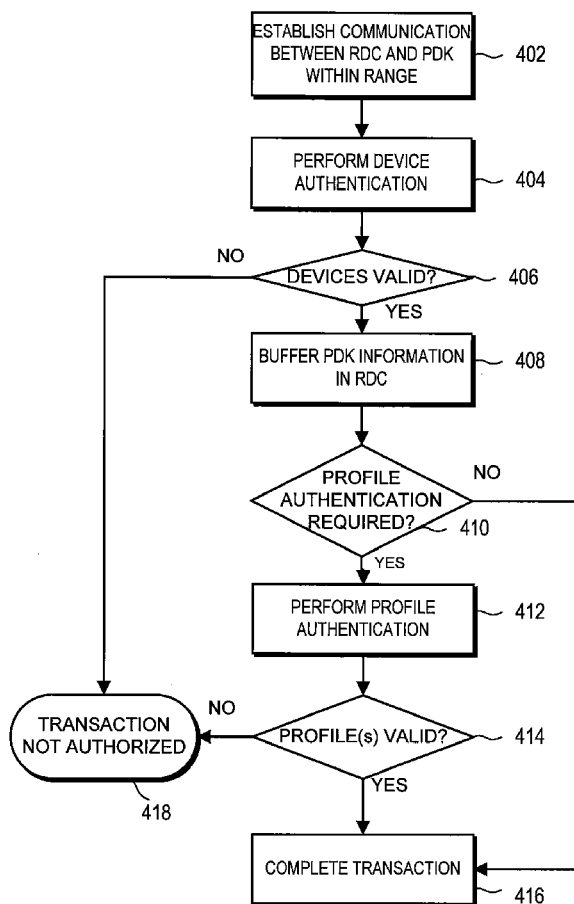 ESTABLISH COMMUNICATION
BETWEEN RDC AND PDK
WITHIN RANGE
402
PERFORM DEVICE
AUTHENTICATION
404
NO
DEVICES VALID?
406
YES
BUFFER PDK INFORMATION
IN RDC
408
PROFILE
AUTHENTICATION
REQUIRED?
NO
410
YES
PERFORM PROFILE
AUTHENTICATION
412
TRANSACTION
NOT AUTHORIZED
418
NO
PROFILE(s) VALID?
414
YES
COMPLETE TRANSACTION
416